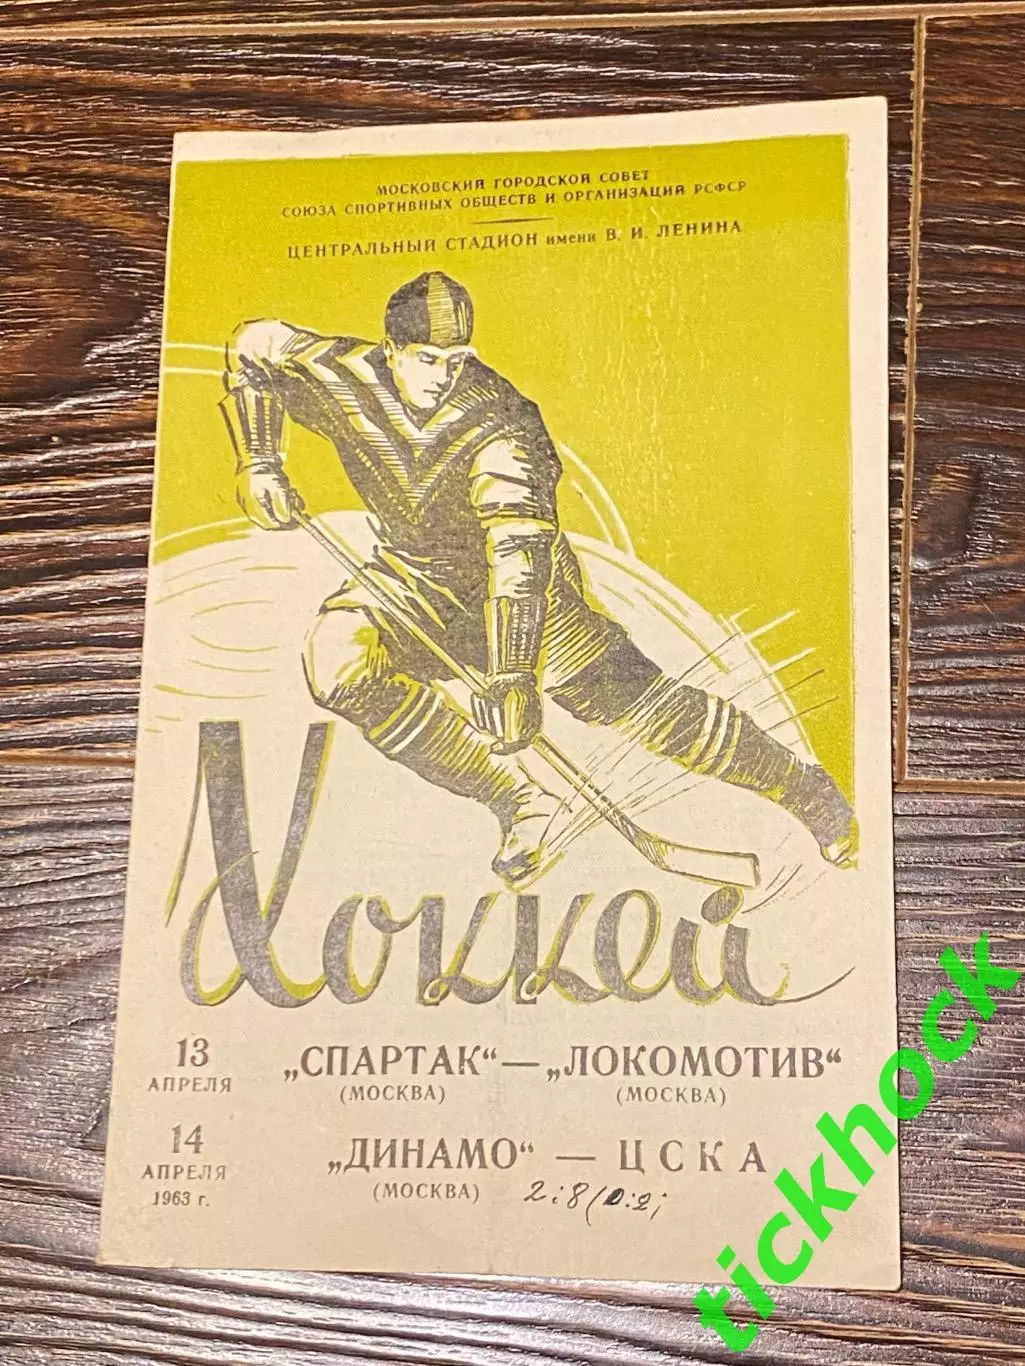 МОСКОВСКИЙ ГОРОДСКОЙ СОВЕТ
СОЮЗА СПОРТИВНЫХ ОБЩЕСТВ И ОРГАНИЗАЦИЙ РСФСР
ЦЕНТРАЛЬНЫЙ СТАДИОН имени В. И. ЛЕНИНА
Хоккей
13 АПРЕЛЯ „СПАРТАК“ — „ЛОКОМОТИВ“
(МОСКВА) (МОСКВА)
14 АПРЕЛЯ 1963 г. „ДИНАМО“ — ЦСКА
(МОСКВА) 2:8 (0:2;
tickhock